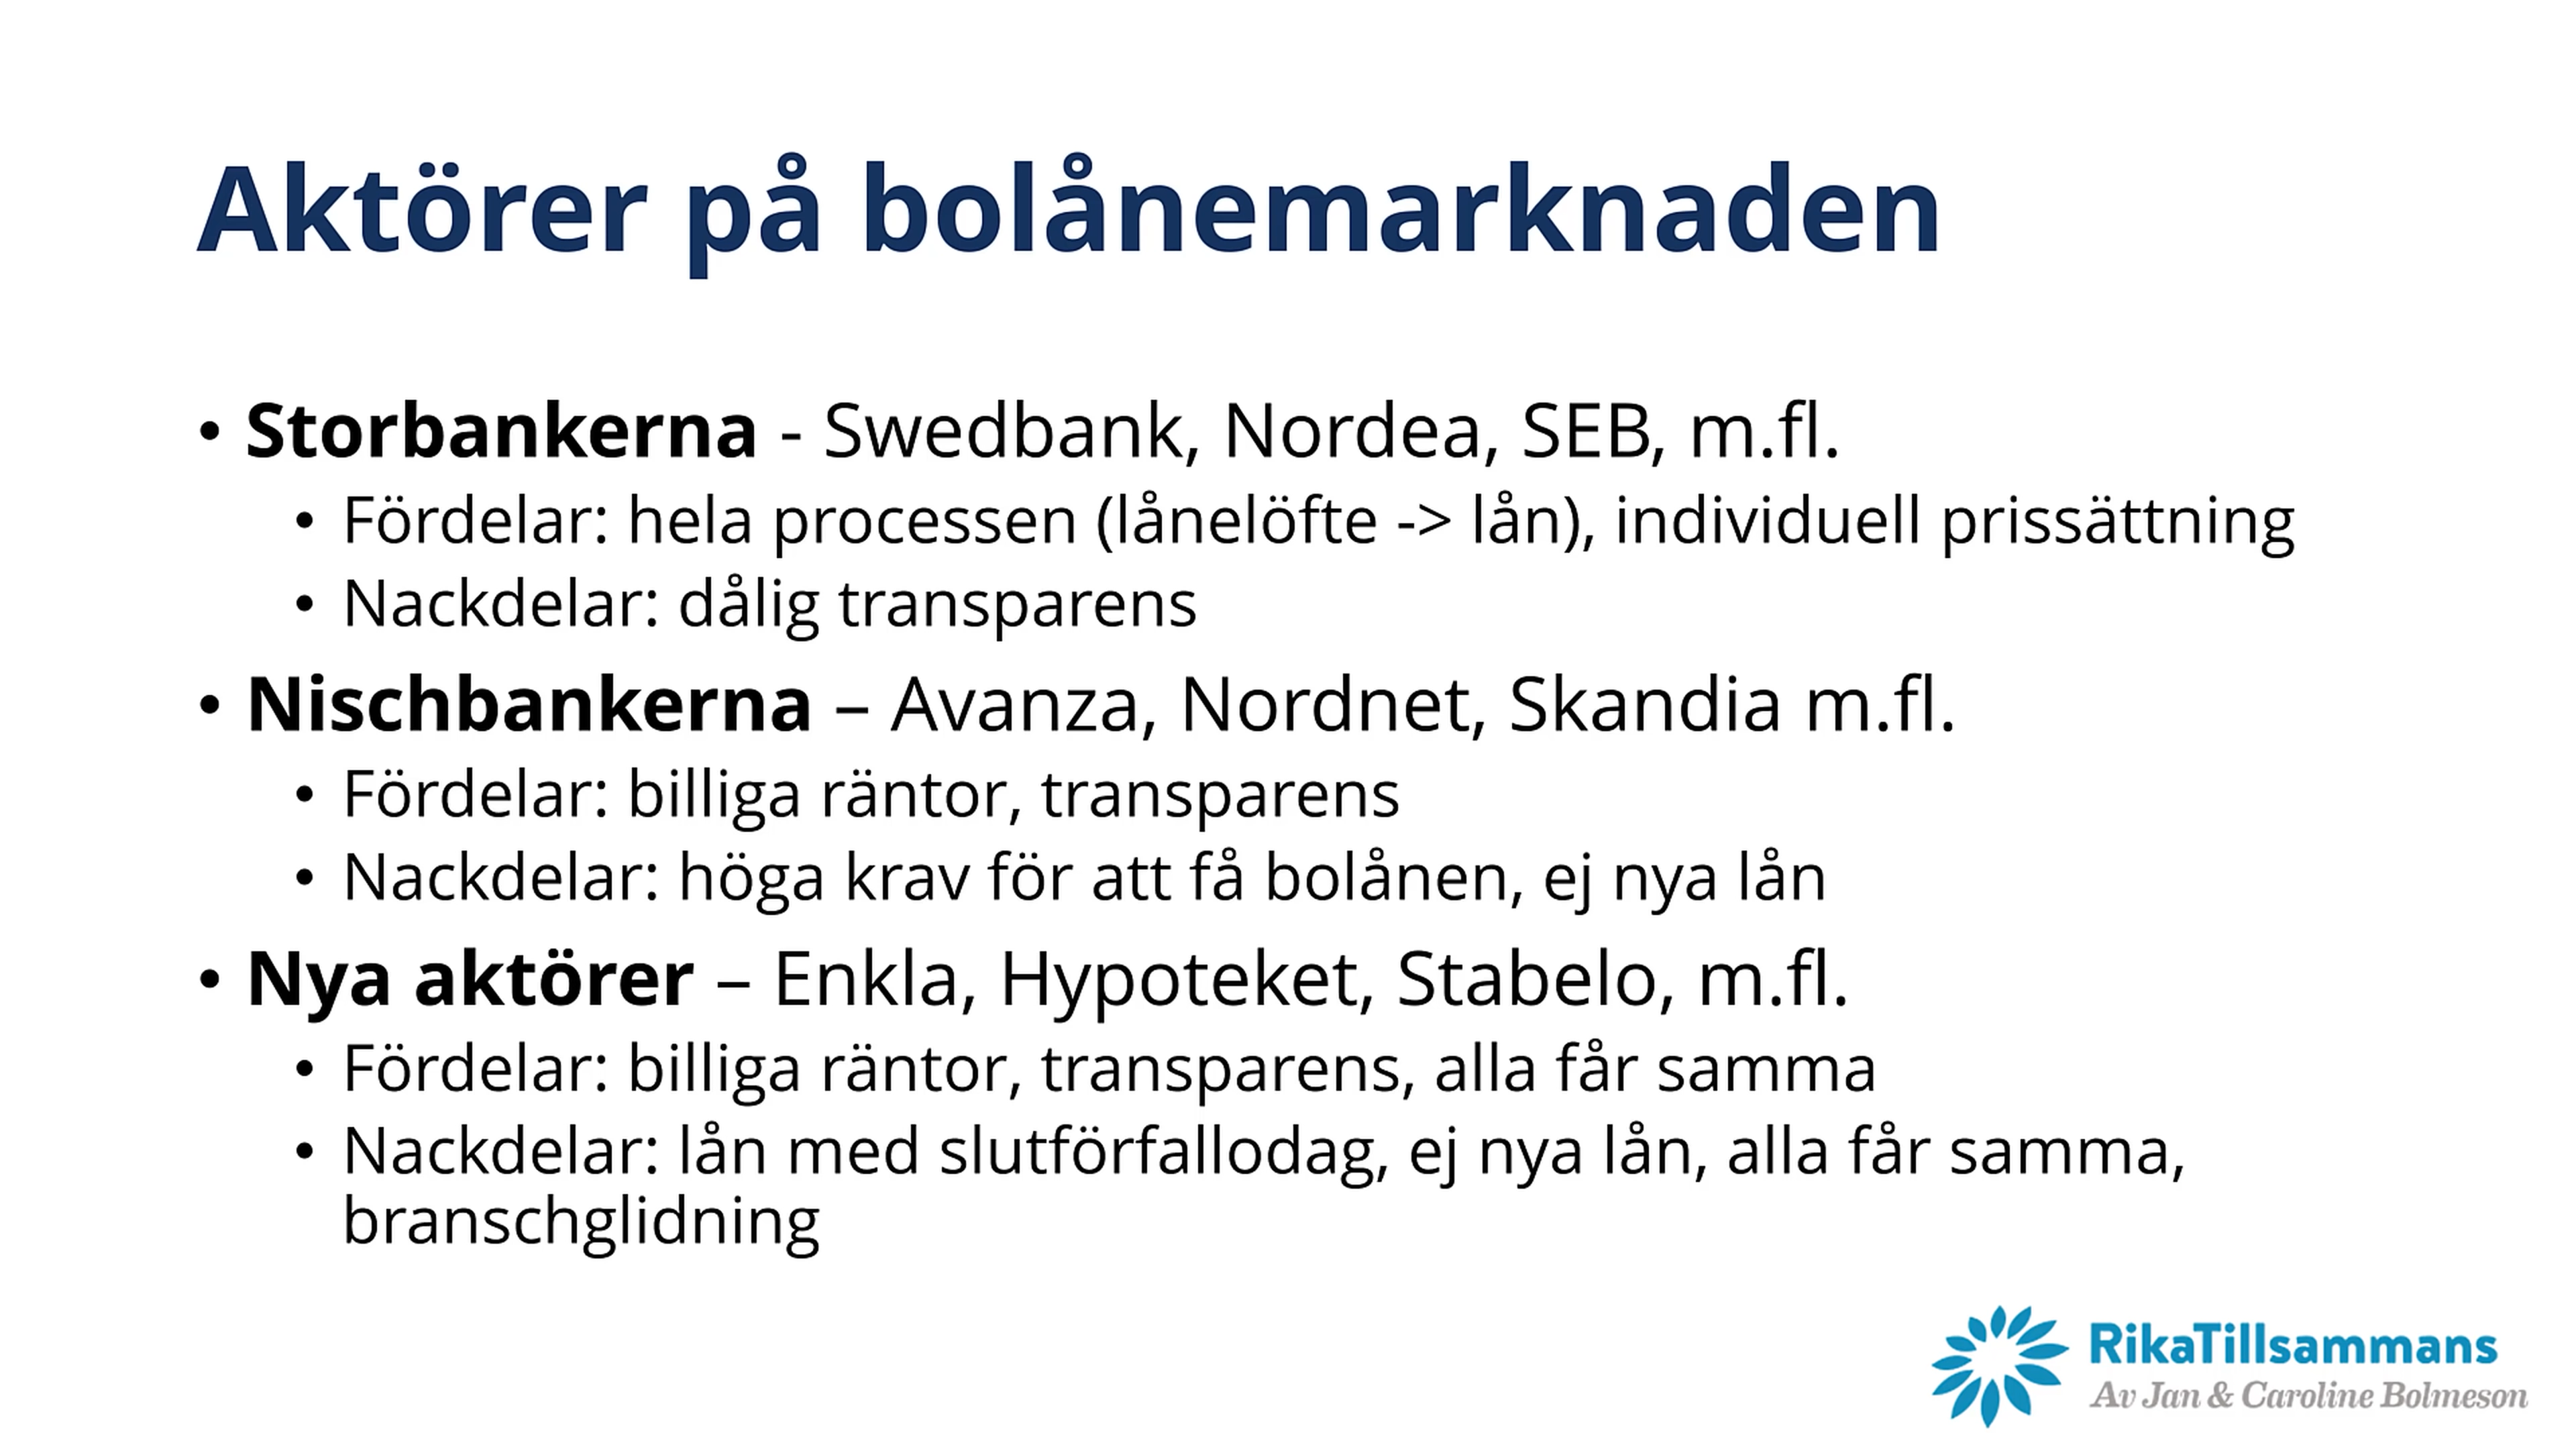 Aktörer på bolånemarknaden
• Storbankerna - Swedbank, Nordea, SEB, m.fl.
• Fördelar: hela processen (lånelöfte -> lån), individuell prissättning
• Nackdelar: dålig transparens
• Nischbankerna – Avanza, Nordnet, Skandia m.fl.
• Fördelar: billiga räntor, transparens
• Nackdelar: höga krav för att få bolånen, ej nya lån
• Nya aktörer – Enkla, Hypoteket, Stabelo, m.fl.
• Fördelar: billiga räntor, transparens, alla får samma
• Nackdelar: lån med slutförfallodag, ej nya lån, alla får samma,
branschglidning
RikaTillsammans
Av Jan & Caroline Bolmeson